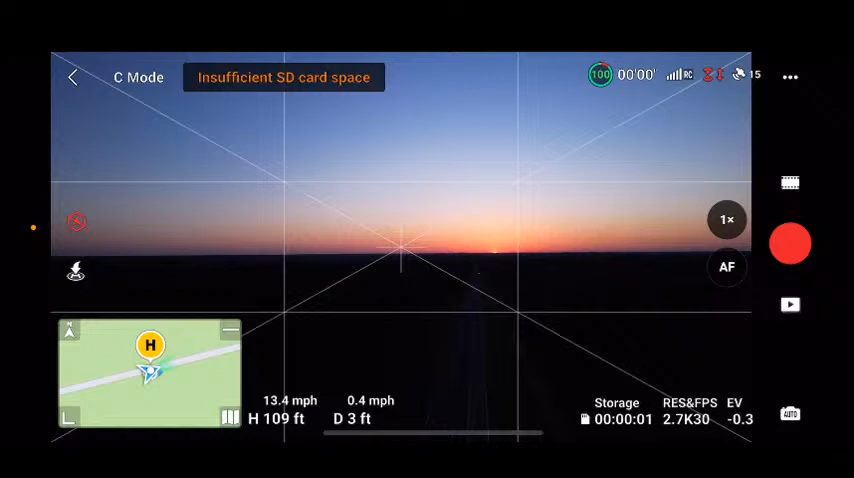 C Mode
Insufficient SD card space
100
00'00"
RC
15
1×
AF
N
H
13.4 mph
0.4 mph
H 109 ft
D 3 ft
Storage
RES&FPS
EV
00:00:01
2.7K30
-0.3
AUTO